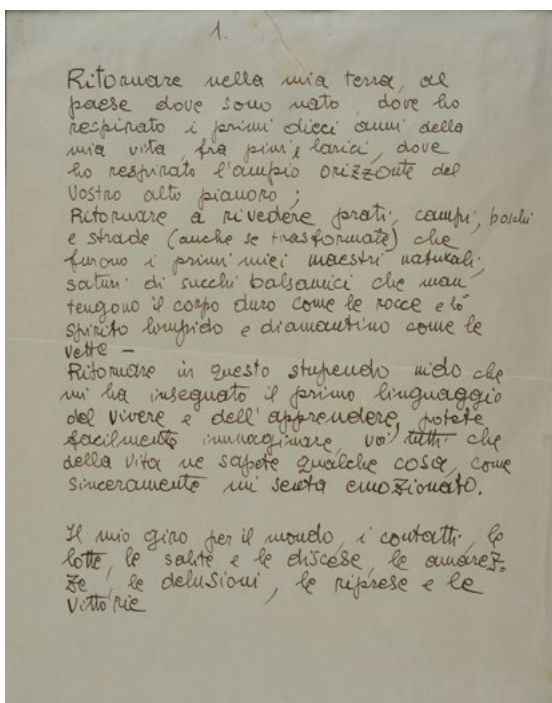 1.
Ritornare nella mia terra, al
paese dove sono nato, dove ho
respirato i primi dieci anni della
mia vita, fra pini e larici, dove
ho respirato l'ampio orizzonte del
Vostro alto pianoro;
Ritornare a rivedere prati, campi, boschi
e strade (anche se trasformate) che
furono i primi miei maestri naturali,
saturi di succhi balsamici che man
tengono il corpo duro come le rocce e lo
spirito limpido e diamantino come le
vette –
Ritornare in questo stupendo nido che
mi ha insegnato il primo linguaggio
del vivere e dell'apprendere, potete
facilmente immaginare, voi tutti che
della vita ne sapete qualche cosa, come
sinceramente mi senta emozionato.
Il mio giro per il mondo, i contatti, le
lotte, le salite e le discese, le amarez-
ze, le delusioni, le riprese e le
vittorie